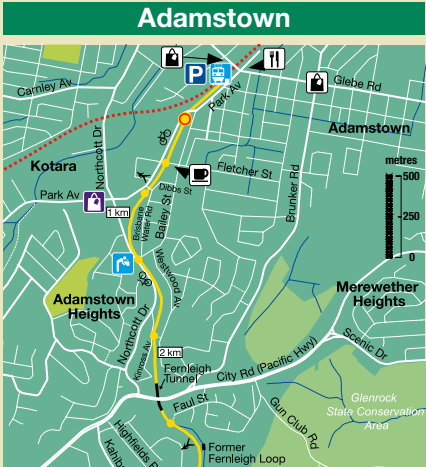 Adamstown
P
Carnley Av
Glebe Rd
Park Av
Adamstown
Northcott Dr
Kotara
Fletcher St
metres
500
Dibbs St
Park Av
Brunker Rd
1 km
Brisbane
Water Rd
Bailey St
250
0
Westwood Av
Merewether
Heights
Adamstown
Heights
Northcott Dr
Kinross Av
Scenic Dr
2 km
City Rd (Pacific Hwy)
Fernleigh
Tunnel
Glenrock
State Conservation
Area
Faul St
Gun Club Rd
Highfields
Kahib
Former
Fernleigh Loop